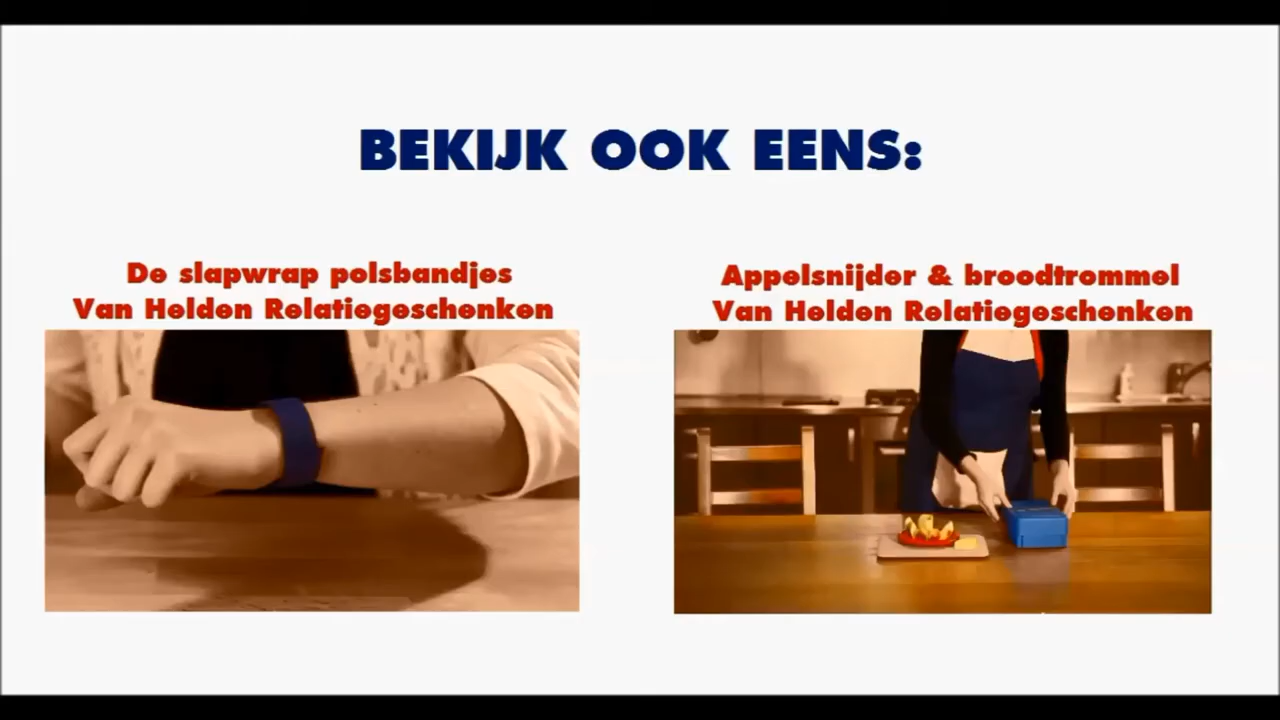 BEKIJK OOK EENS:
De slapwrap polsbandjes
Van Helden Relatiegeschenken
Appelsnijder & broodtrommel
Van Helden Relatiegeschenken